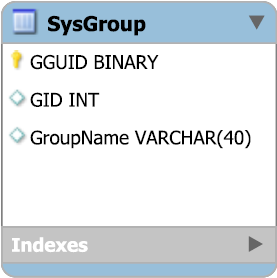 SysGroup
GGUID BINARY
GID INT
GroupName VARCHAR(40)
Indexes